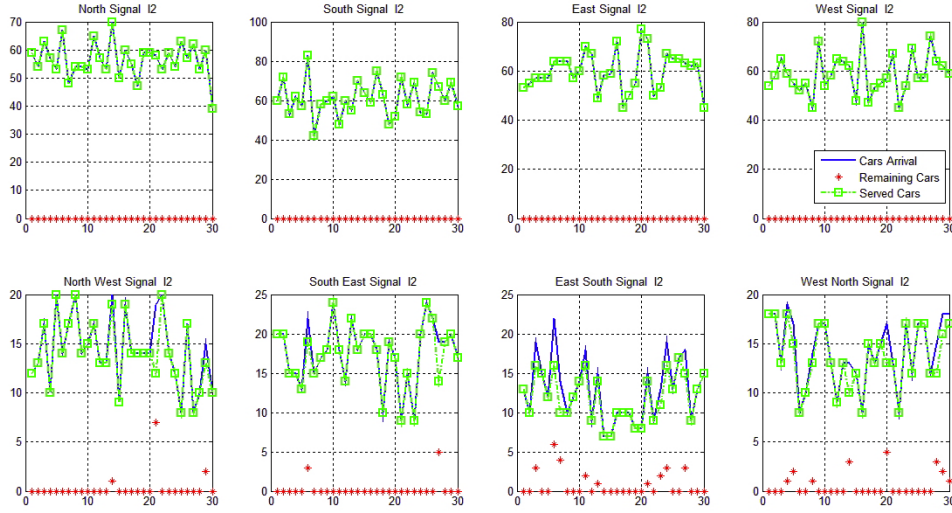 North Signal I2
70
60
50
40
30
20
10
0
0 10 20 30
South Signal I2
100
80
60
40
20
0
0 10 20 30
East Signal I2
80
60
40
20
0
0 10 20 30
West Signal I2
80
60
40
20
0
0 10 20 30
Cars Arrival
Remaining Cars
Served Cars
North West Signal I2
20
15
10
5
0
0 10 20 30
South East Signal I2
25
20
15
10
5
0
0 10 20 30
East South Signal I2
25
20
15
10
5
0
0 10 20 30
West North Signal I2
20
15
10
5
0
0 10 20 30